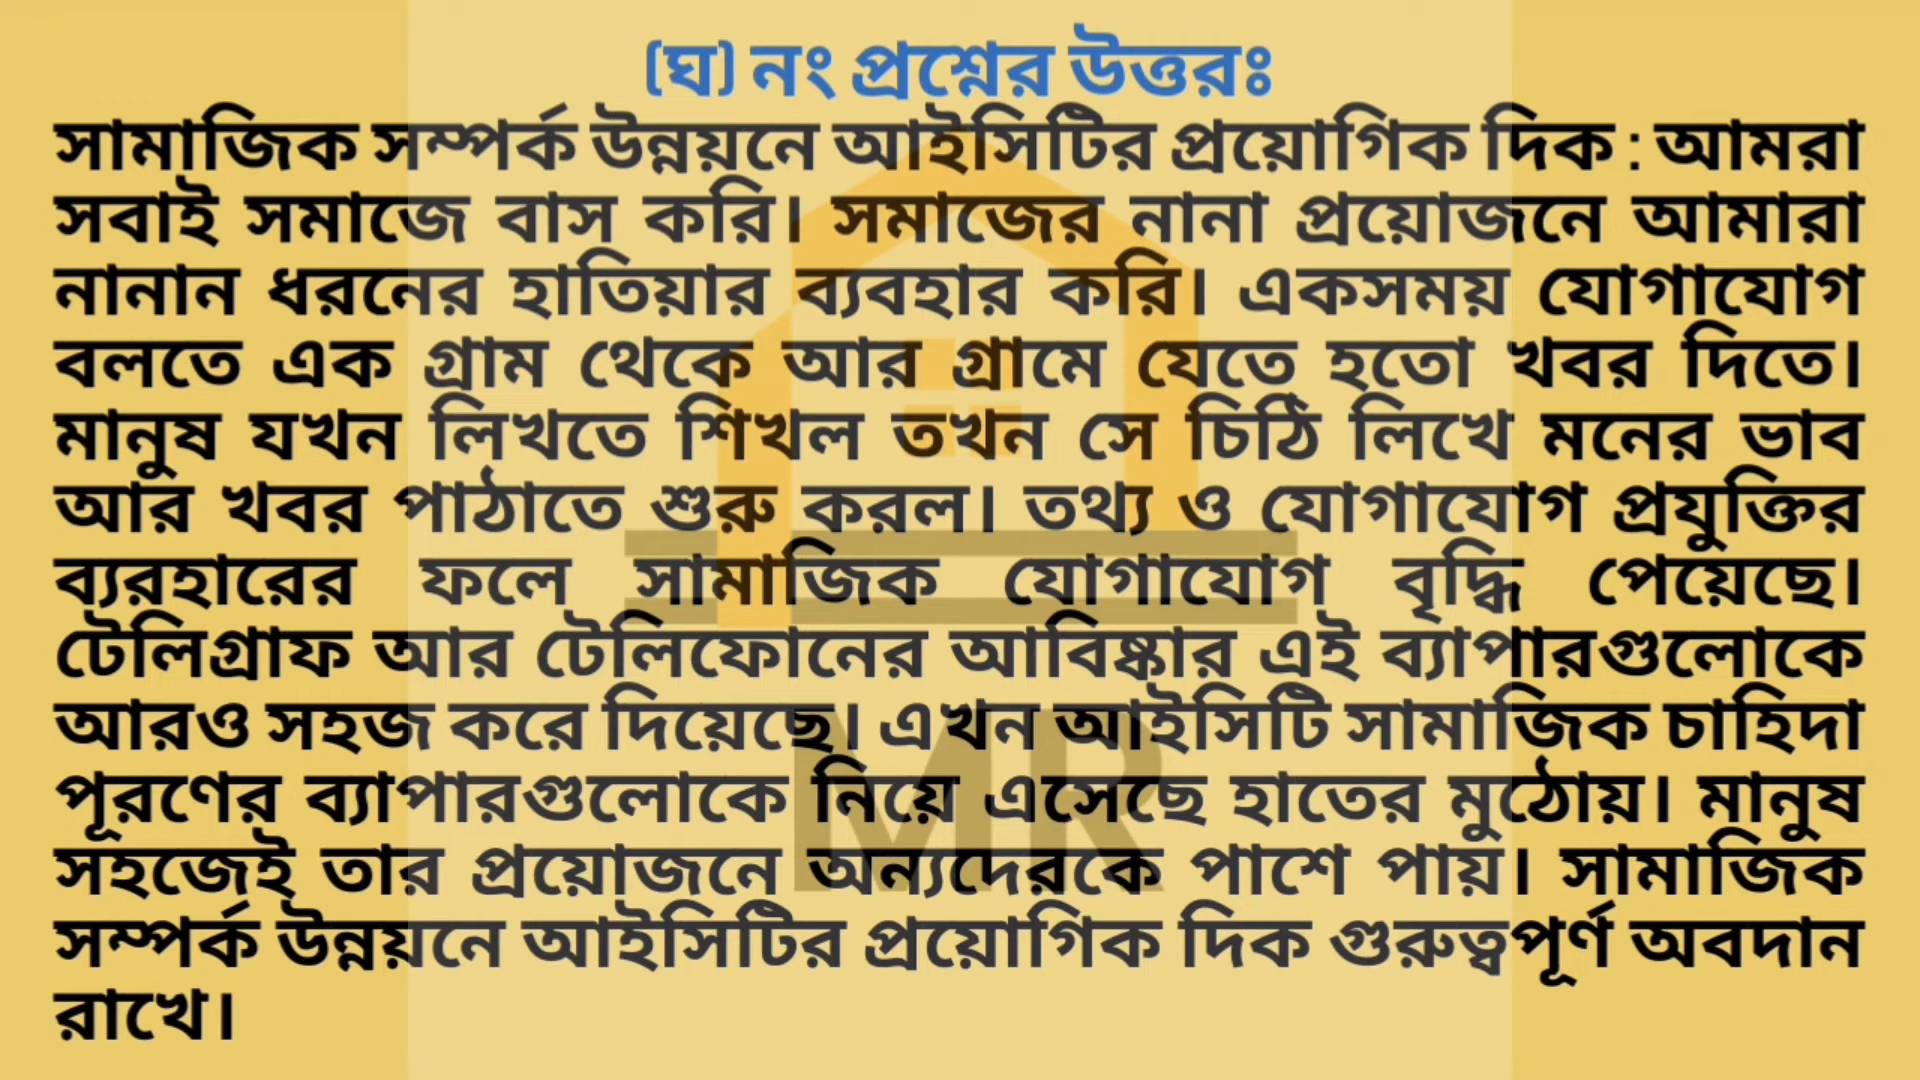 (ঘ) নং প্রশ্নের উত্তরঃ
সামাজিক সম্পর্ক উন্নয়নে আইসিটির প্রয়োগিক দিক : আমরা
সবাই সমাজে বাস করি। সমাজের নানা প্রয়োজনে আমারা
নানান ধরনের হাতিয়ার ব্যবহার করি। একসময় যোগাযোগ
বলতে এক গ্রাম থেকে আর গ্রামে যেতে হতো খবর দিতে।
মানুষ যখন লিখতে শিখল তখন সে চিঠি লিখে মনের ভাব
আর খবর পাঠাতে শুরু করল। তথ্য ও যোগাযোগ প্রযুক্তির
ব্যরহারের ফলে সামাজিক যোগাযোগ বৃদ্ধি পেয়েছে।
টেলিগ্রাফ আর টেলিফোনের আবিষ্কার এই ব্যাপারগুলোকে
আরও সহজ করে দিয়েছে। এখন আইসিটি সামাজিক চাহিদা
পূরণের ব্যাপারগুলোকে নিয়ে এসেছে হাতের মুঠোয়। মানুষ
সহজেই তার প্রয়োজনে অন্যদেরকে পাশে পায়। সামাজিক
সম্পর্ক উন্নয়নে আইসিটির প্রয়োগিক দিক গুরুত্বপূর্ণ অবদান
রাখে।
MR